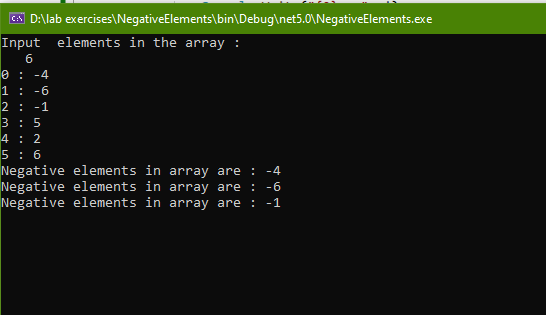 D:\lab exercises\NegativeElements\bin\Debug\net5.0\NegativeElements.exe
Input  elements in the array :
   6
0 : -4
1 : -6
2 : -1
3 : 5
4 : 2
5 : 6
Negative elements in array are : -4
Negative elements in array are : -6
Negative elements in array are : -1